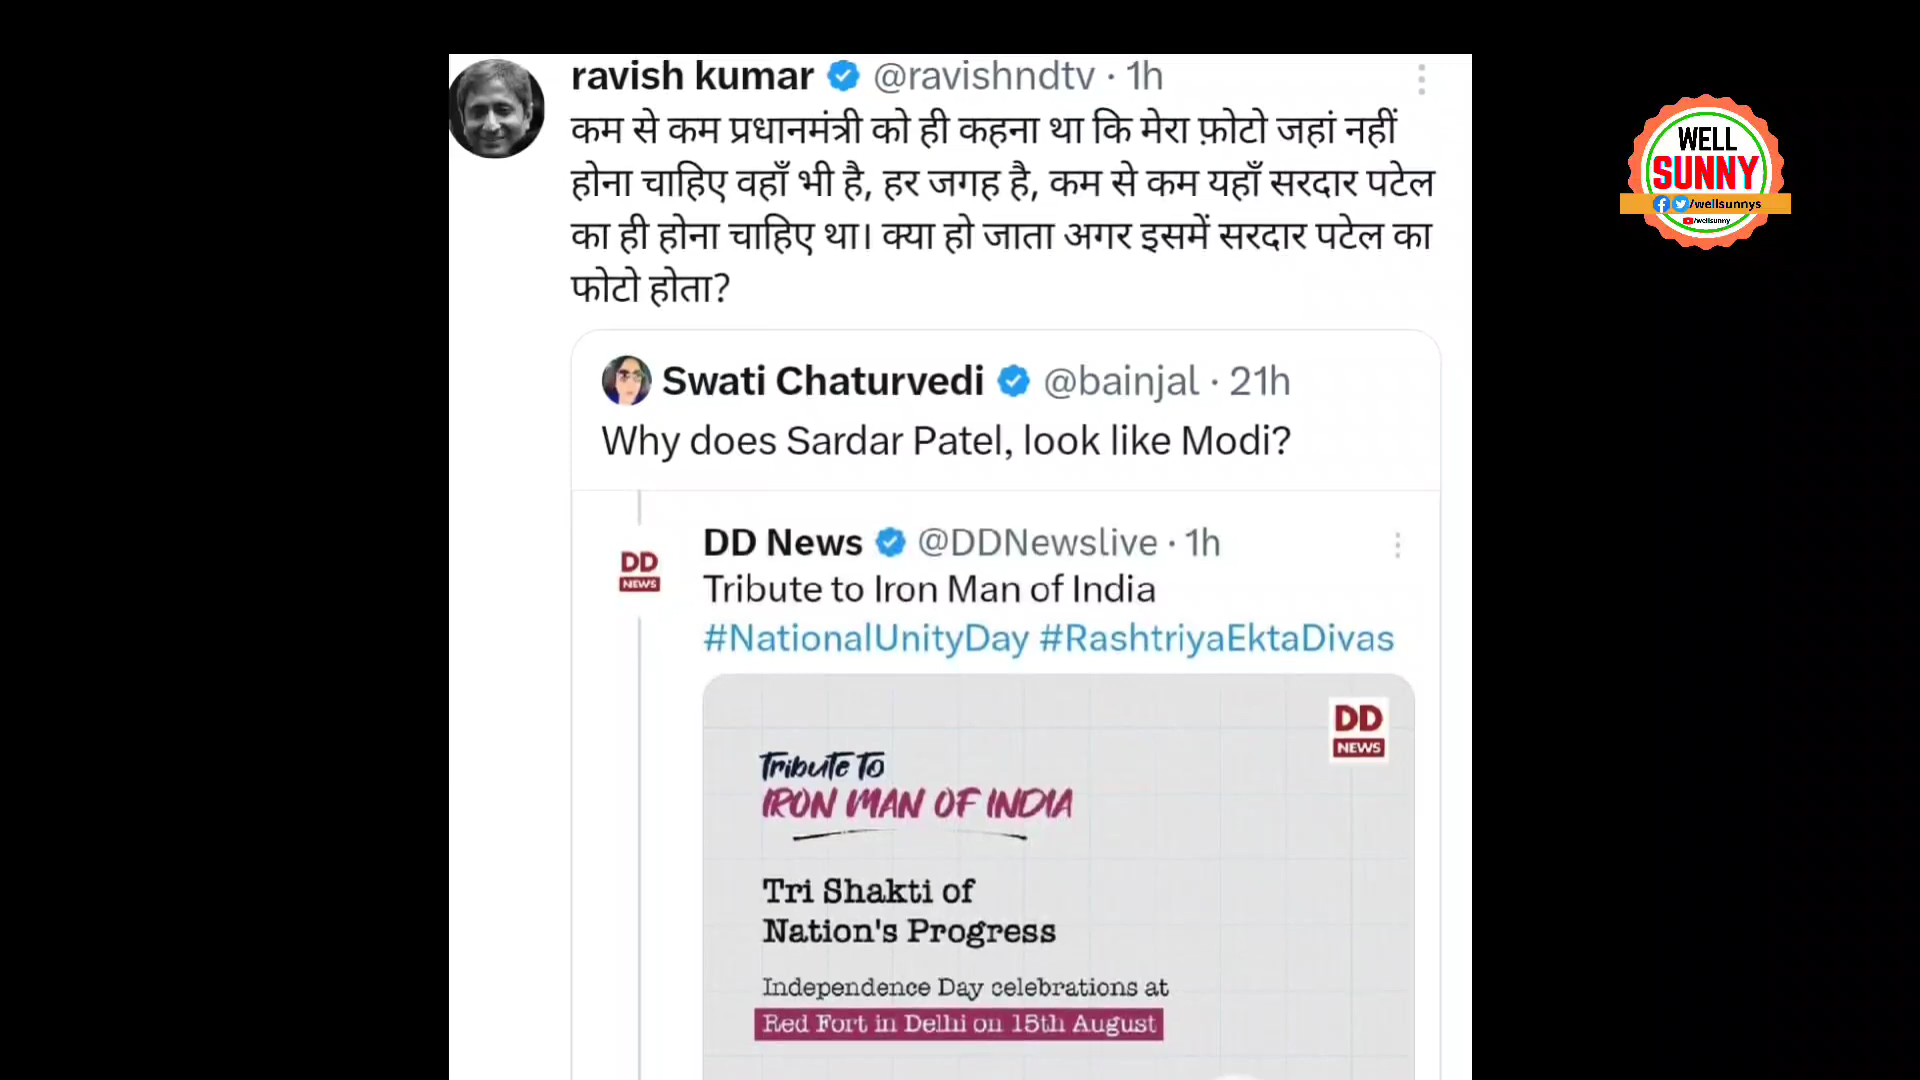 ravish kumar @ravishndtv · 1h
कम से कम प्रधानमंत्री को ही कहना था कि मेरा फ़ोटो जहां नहीं
होना चाहिए वहाँ भी है, हर जगह है, कम से कम यहाँ सरदार पटेल
का ही होना चाहिए था। क्या हो जाता अगर इसमें सरदार पटेल का
फोटो होता?
Swati Chaturvedi @bainjal · 21h
Why does Sardar Patel, look like Modi?
DD News @DDNewslive · 1h
DD
NEWS
Tribute to Iron Man of India
#NationalUnityDay #RashtriyaEktaDivas
DD
NEWS
Tribute To
IRON MAN OF INDIA
Tri Shakti of
Nation's Progress
Independence Day celebrations at
Red Fort in Delhi on 15th August
WELL
SUNNY
/wellsunnys
/wellsunny